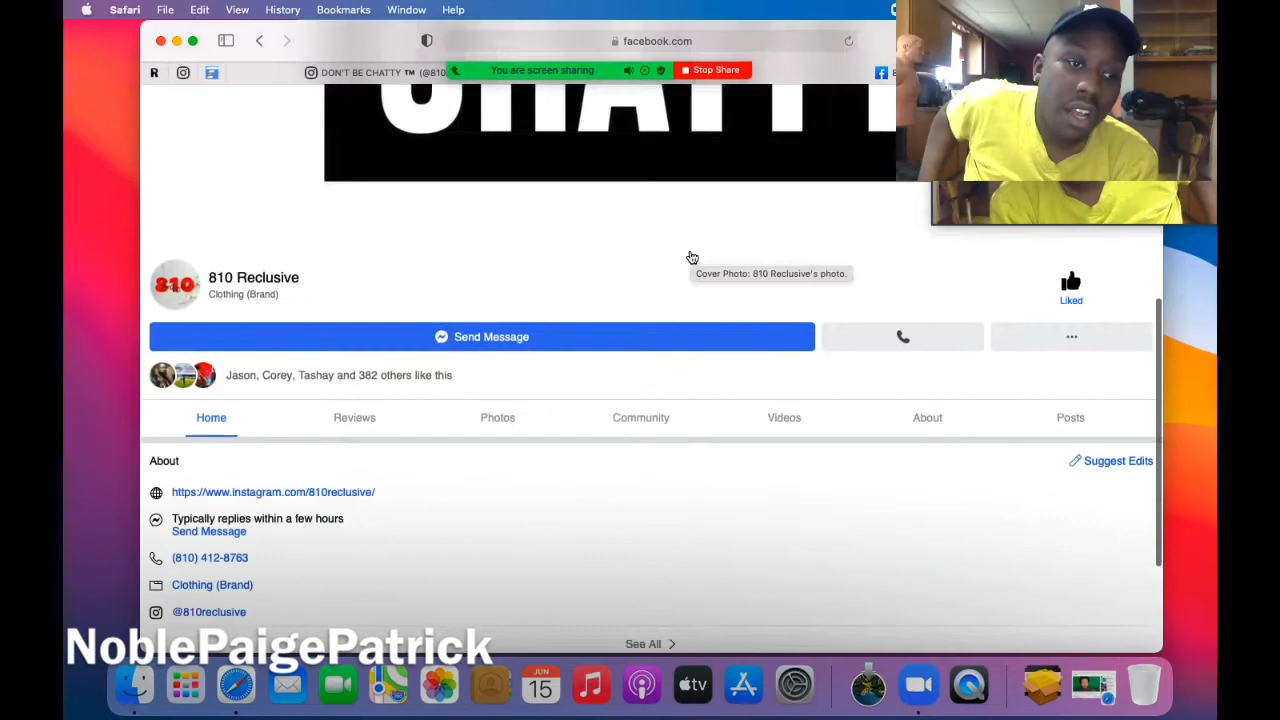 Safari File Edit View History Bookmarks Window Help
facebook.com
R DON'T BE CHATTY ™ (@810 You are screen sharing Stop Share
CHATTY
810 810 Reclusive
Clothing (Brand)
Cover Photo: 810 Reclusive's photo.
Liked
Send Message
Jason, Corey, Tashay and 382 others like this
Home Reviews Photos Community Videos About Posts
About Suggest Edits
https://www.instagram.com/810reclusive/
Typically replies within a few hours
Send Message
(810) 412-8763
Clothing (Brand)
@810reclusive
See All
NoblePaigePatrick
JUN
15
tv